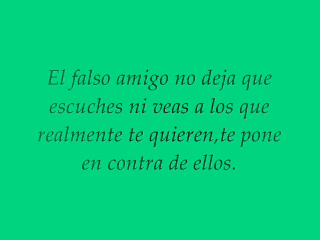 El falso amigo no deja que
escuches ni veas a los que
realmente te quieren,te pone
en contra de ellos.